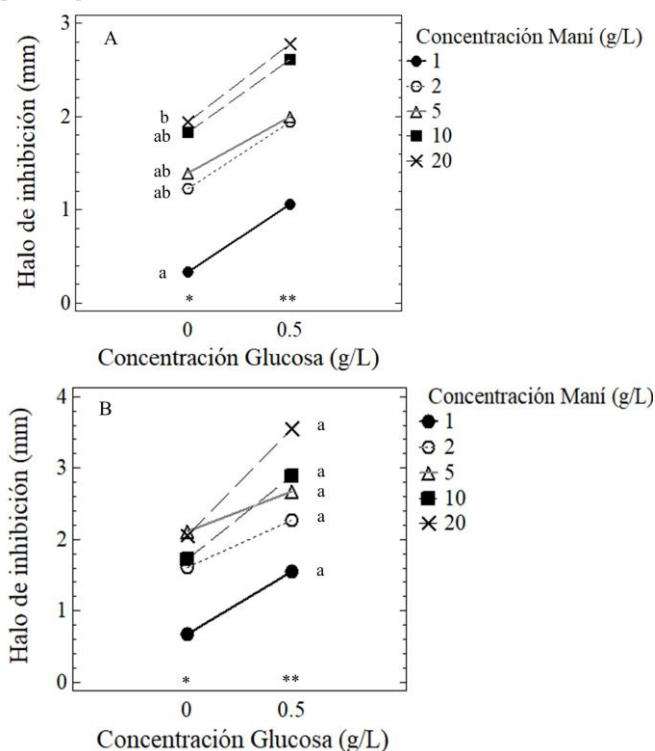 A
Halo de inhibición (mm)
3
2
1
0
b
ab
ab
ab
a
*
**
0
0.5
Concentración Glucosa (g/L)
Concentración Maní (g/L)
1
2
5
10
20
B
Halo de inhibición (mm)
4
3
2
1
0
a
a
a
a
a
*
**
0
0.5
Concentración Glucosa (g/L)
Concentración Maní (g/L)
1
2
5
10
20